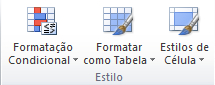 Formatação Formatar Estilos de
Condicional como Tabela Célula
Estilo